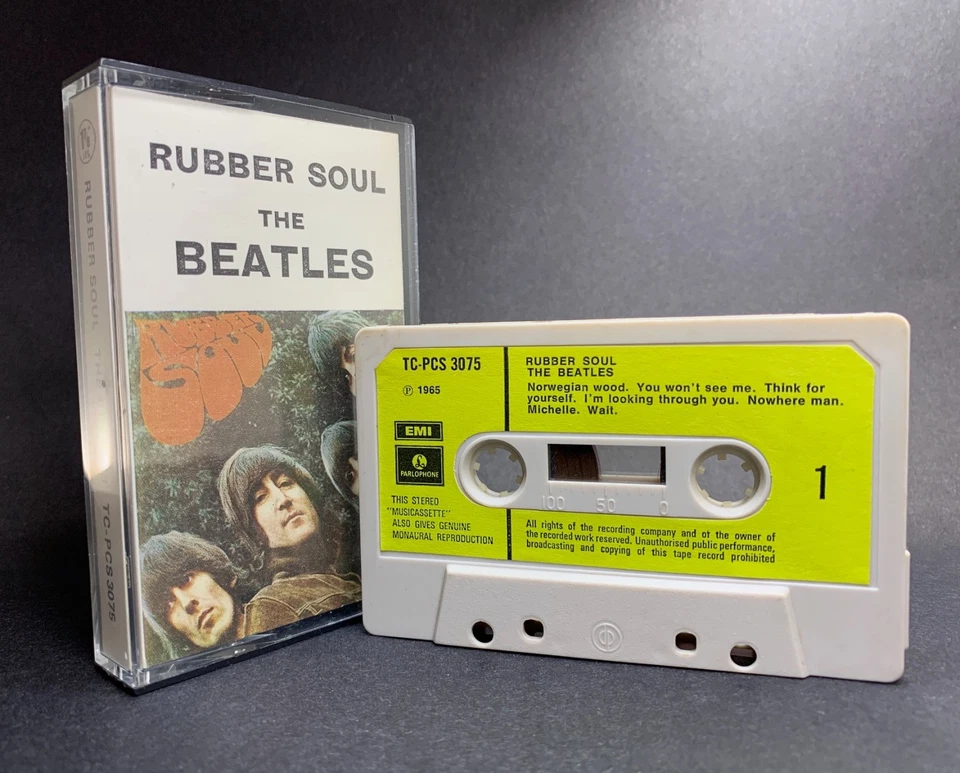 RUBBER SOUL
THE
BEATLES
RUBBER SOUL THE
TC-PCS 3075
TC-PCS 3075
Ⓟ 1965
EMI
PARLOPHONE
THIS STEREO
"MUSICASSETTE"
ALSO GIVES GENUINE
MONAURAL REPRODUCTION
RUBBER SOUL
THE BEATLES
Norwegian wood. You won't see me. Think for
yourself. I'm looking through you. Nowhere man.
Michelle. Wait.
100 50 0
1
All rights of the recording company and ot the owner of
the recorded work reserved. Unauthorised public performance,
broadcasting and copying of this tape record prohibited